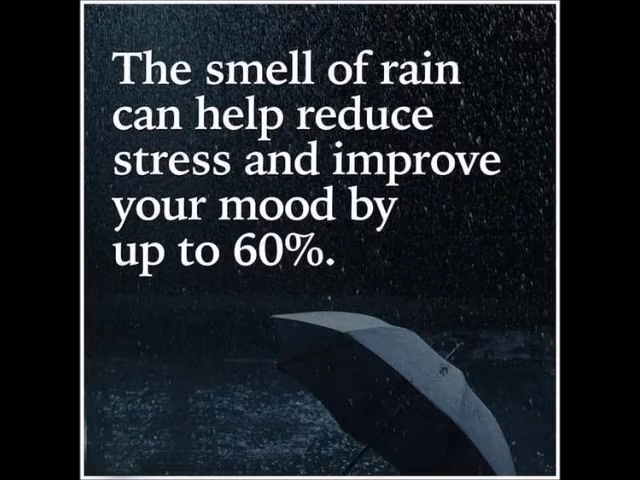 The smell of rain
can help reduce
stress and improve
your mood by
up to 60%.